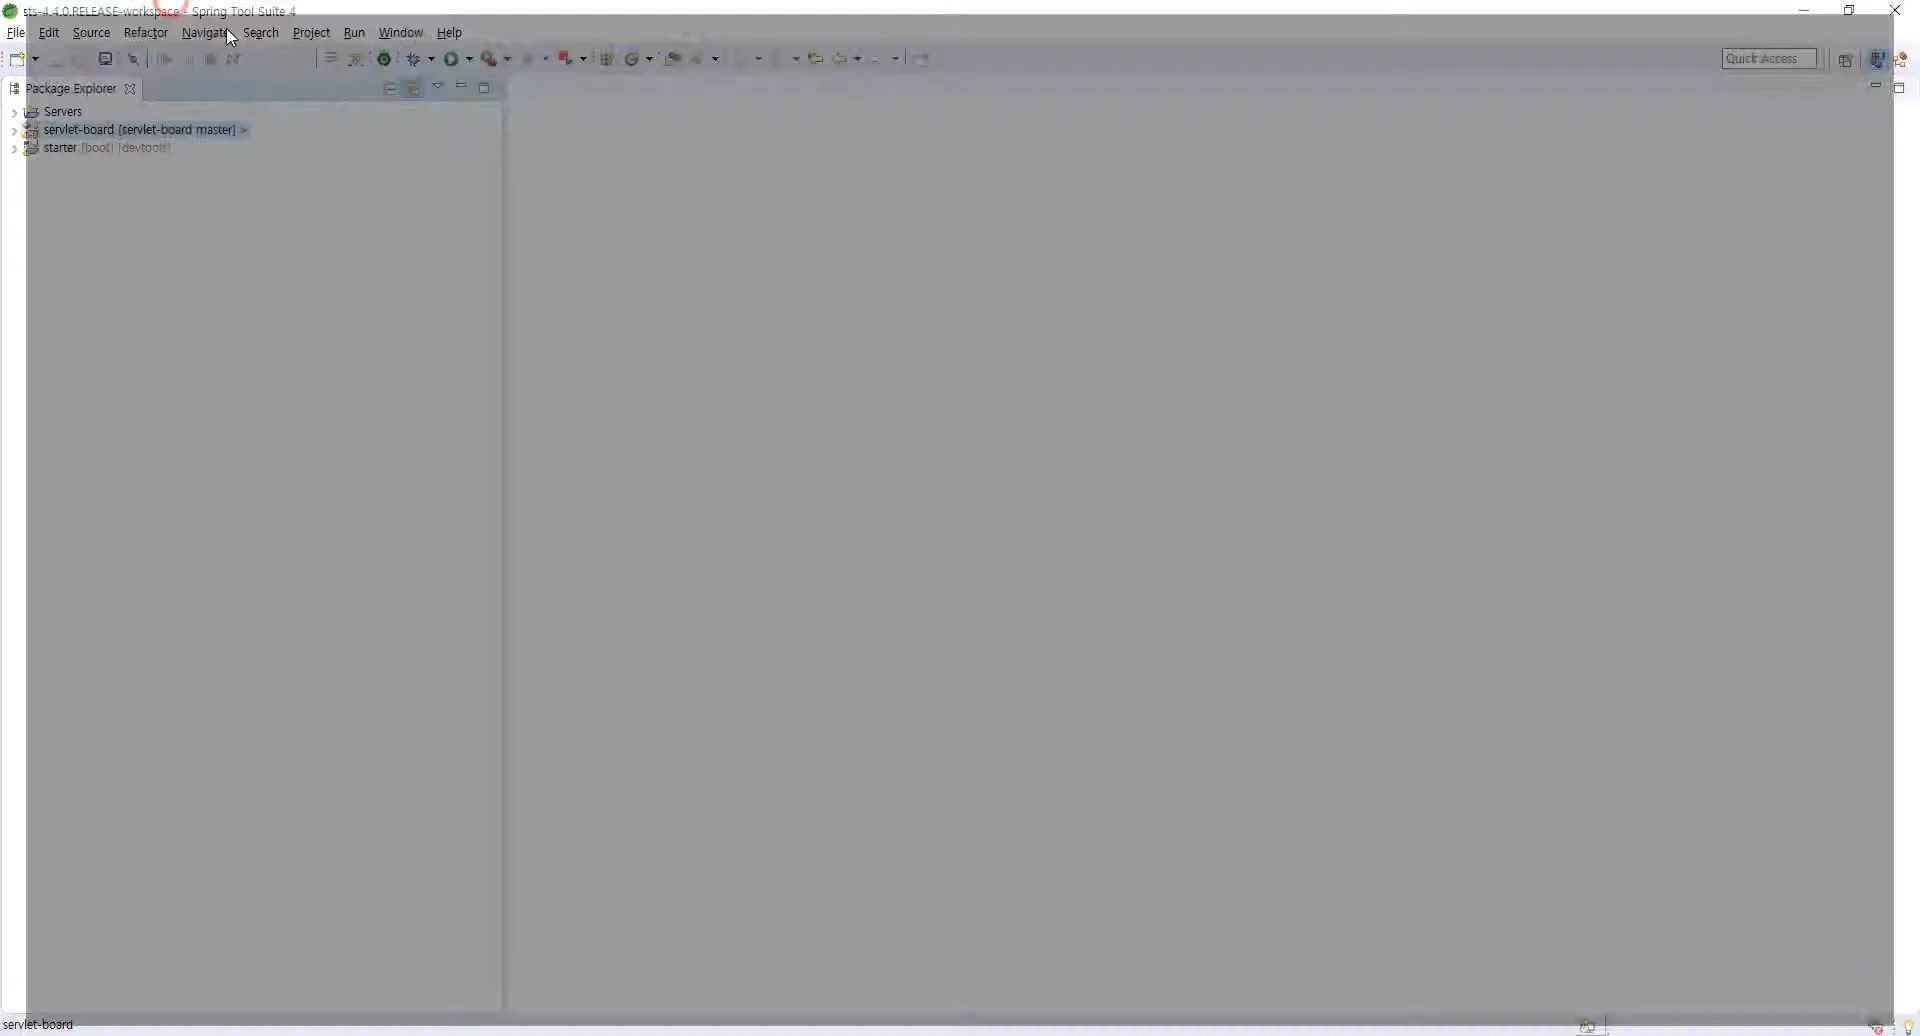 sts-4.4.0.RELEASE-workspace - Spring Tool Suite 4
File Edit Source Refactor Navigate Search Project Run Window Help
Quick Access
Package Explorer
Servers
servlet-board [servlet-board master] >
starter [boot] [devtools]
servlet-board